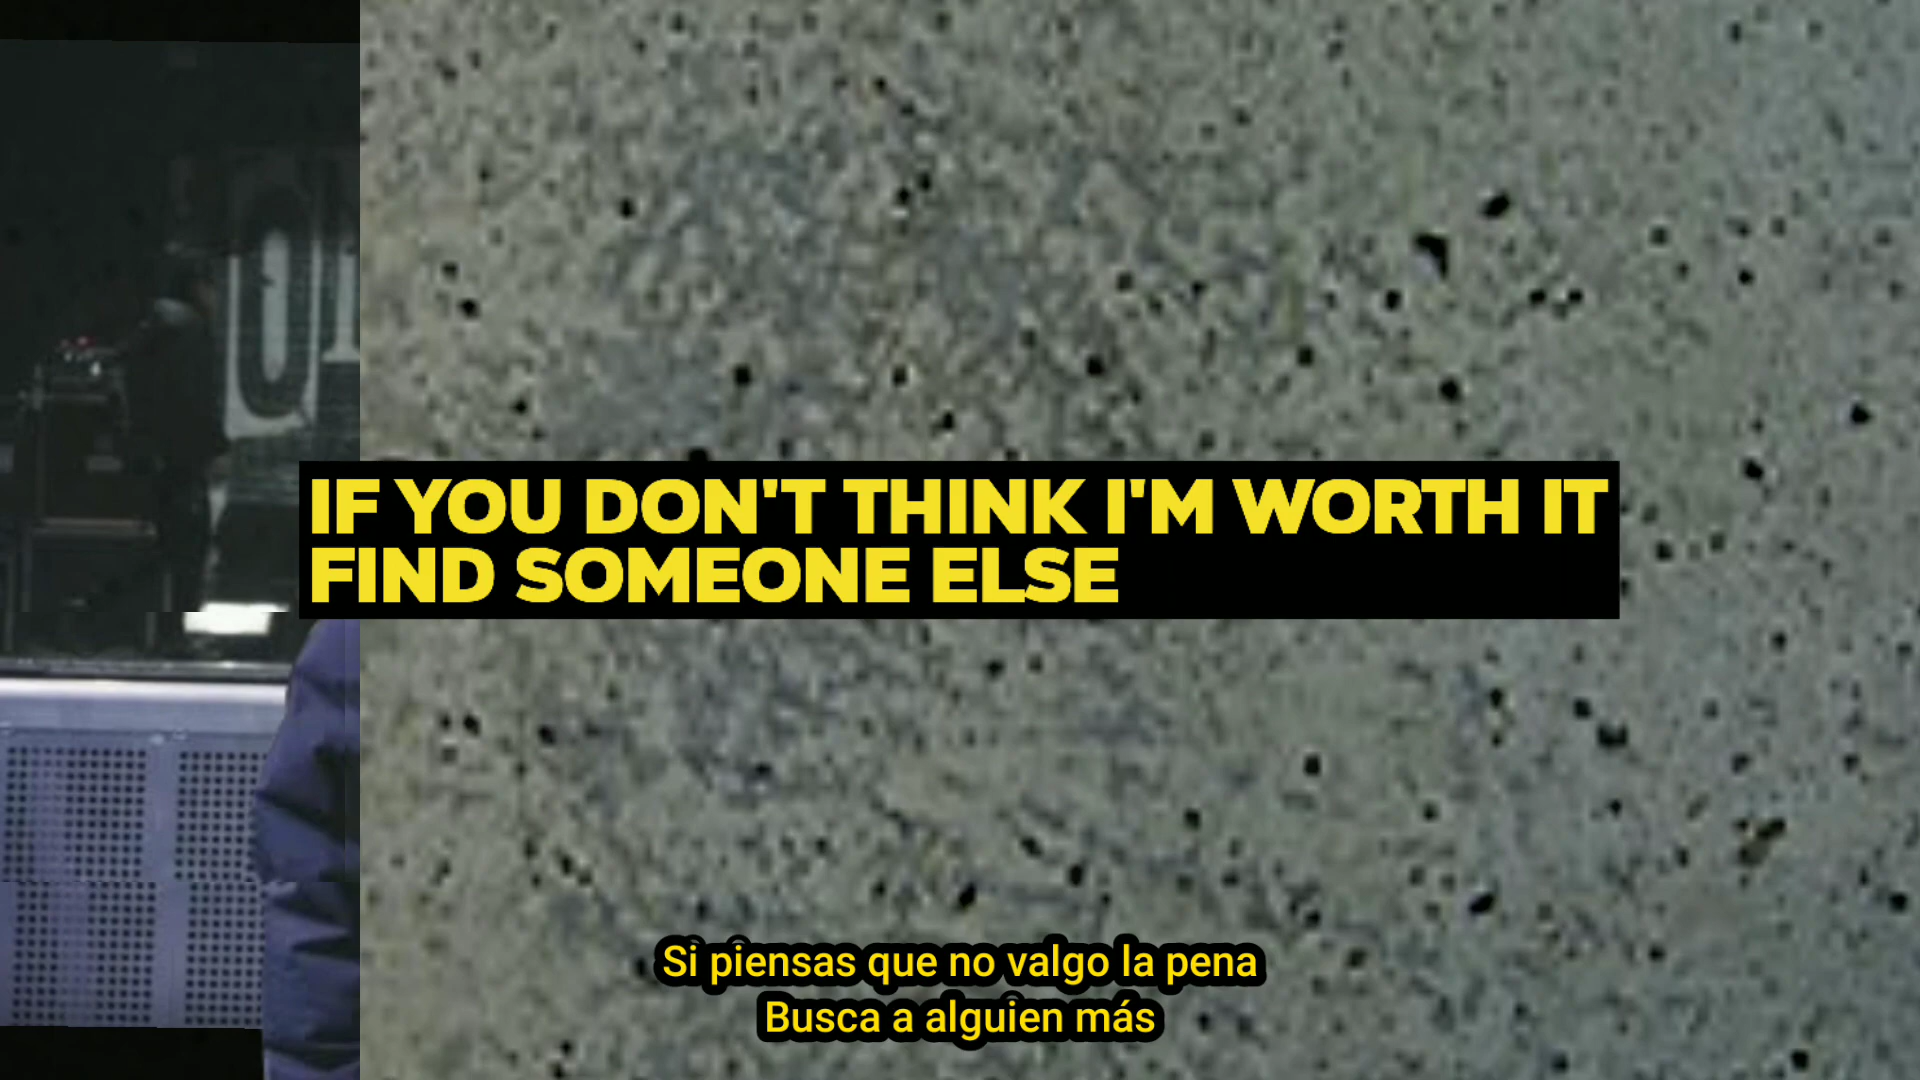 IF YOU DON'T THINK I'M WORTH IT
FIND SOMEONE ELSE
Si piensas que no valgo la pena
Busca a alguien más